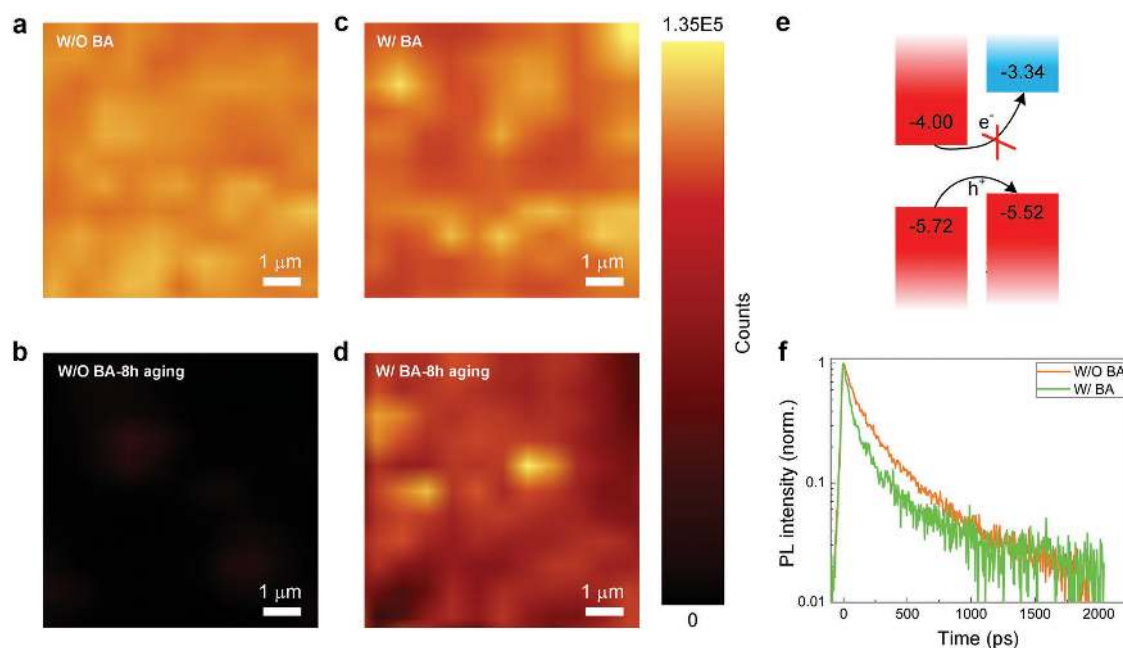 a
W/O BA
1 μm
c
W/ BA
1 μm
1.35E5
Counts
0
e
-3.34
-4.00
e-
h+
-5.72
-5.52
b
W/O BA-8h aging
1 μm
d
W/ BA-8h aging
1 μm
f
W/O BA
W/ BA
PL intensity (norm.)
1
0.1
0.01
0
500
1000
1500
2000
Time (ps)